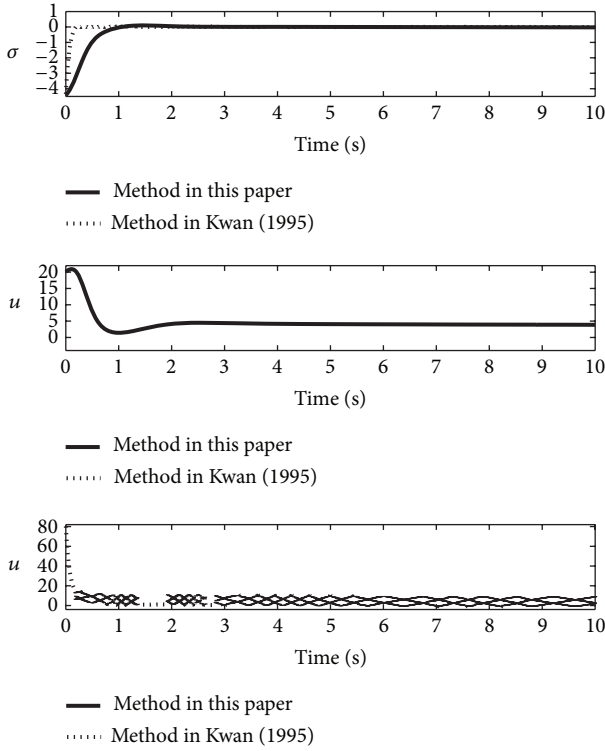 1
0
−1
−2
−3
−4
σ
0 1 2 3 4 5 6 7 8 9 10
Time (s)
Method in this paper
Method in Kwan (1995)
20
15
10
5
0
u
0 1 2 3 4 5 6 7 8 9 10
Time (s)
Method in this paper
Method in Kwan (1995)
80
60
40
20
0
u
0 1 2 3 4 5 6 7 8 9 10
Time (s)
Method in this paper
Method in Kwan (1995)